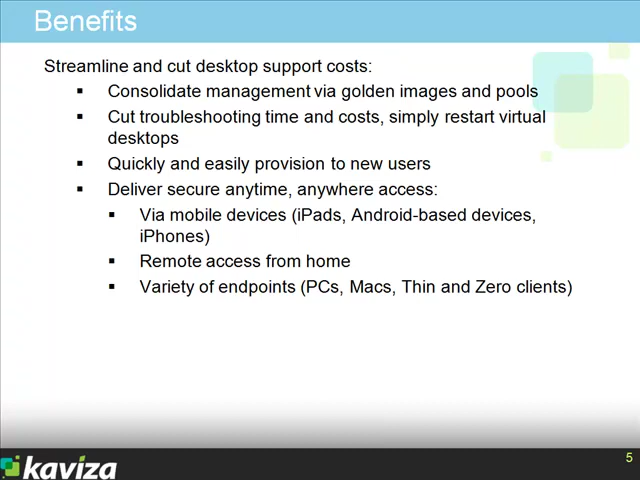 Benefits
Streamline and cut desktop support costs:
▪ Consolidate management via golden images and pools
▪ Cut troubleshooting time and costs, simply restart virtual
desktops
▪ Quickly and easily provision to new users
▪ Deliver secure anytime, anywhere access:
▪ Via mobile devices (iPads, Android-based devices,
iPhones)
▪ Remote access from home
▪ Variety of endpoints (PCs, Macs, Thin and Zero clients)
5
kaviza